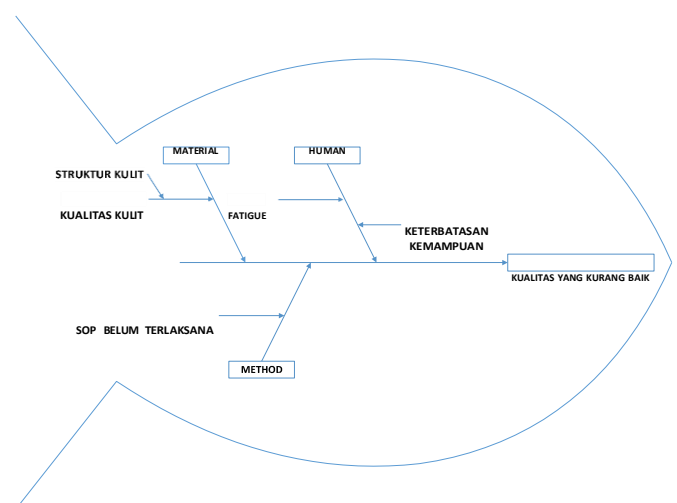 MATERIAL
HUMAN
STRUKTUR KULIT
KUALITAS KULIT
FATIGUE
KETERBATASAN
KEMAMPUAN
KUALITAS YANG KURANG BAIK
SOP BELUM TERLAKSANA
METHOD